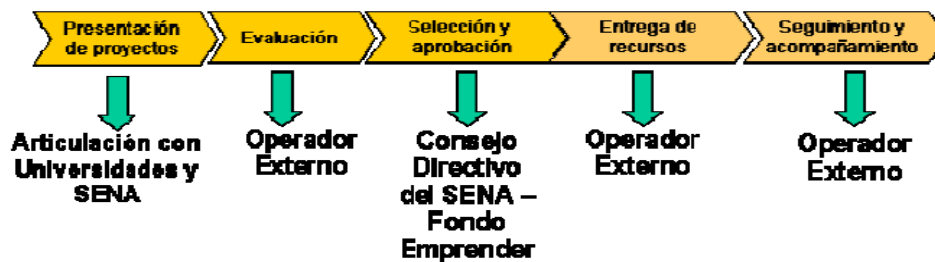 Presentación
de proyectos
Evaluación
Selección y
aprobación
Entrega de
recursos
Seguimiento y
acompañamiento
Articulación con
Universidades y
SENA
Operador
Externo
Consejo
Directivo
del SENA –
Fondo
Emprender
Operador
Externo
Operador
Externo